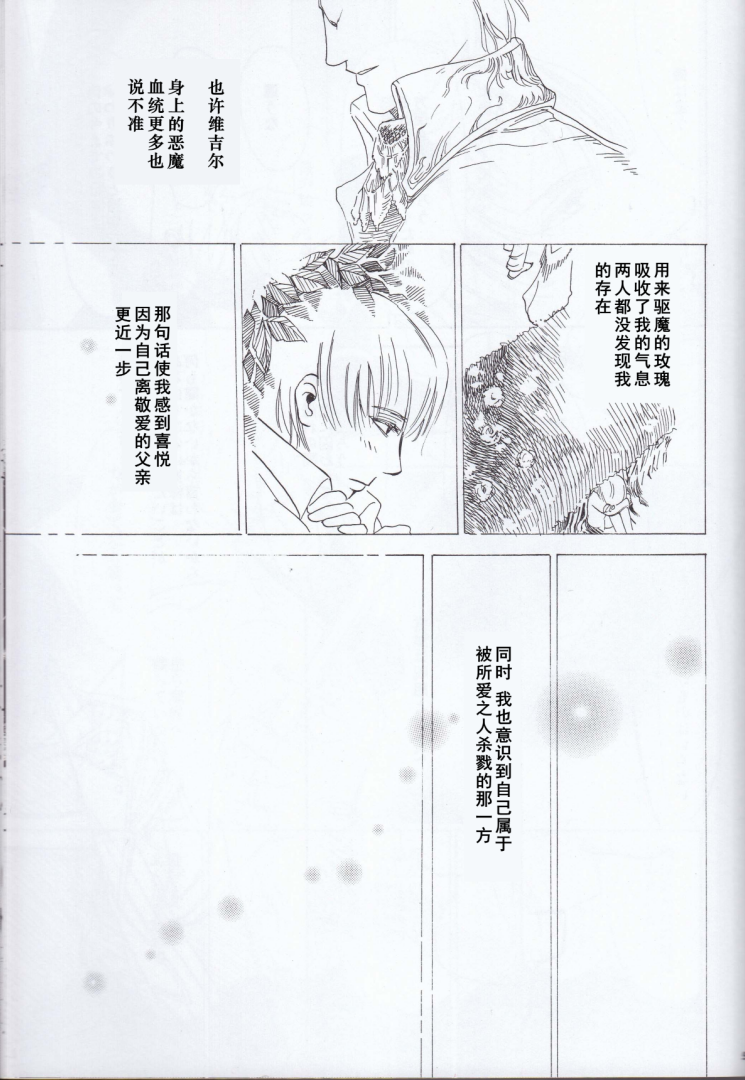 也许维吉尔
身上的恶魔
血统更多也
说不准
用来驱魔的玫瑰
吸收了我的气息
两人都没发现我
的存在
那句话使我感到喜悦
因为自己离敬爱的父亲
更近一步
同时 我也意识到自己属于
被所爱之人杀戮的那一方